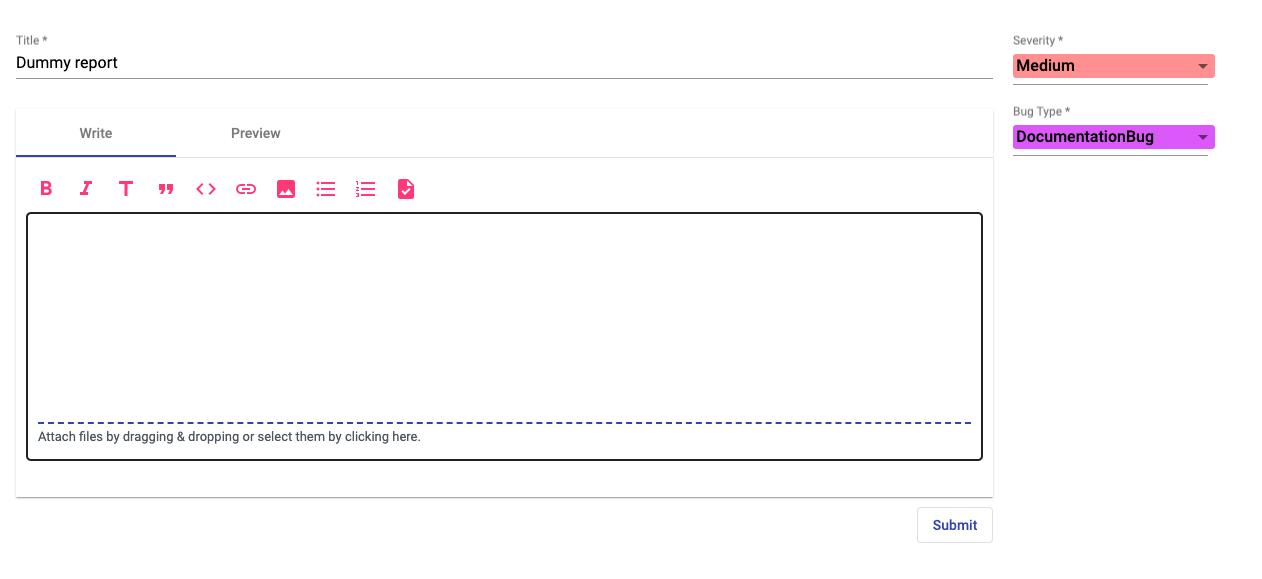 Title *
Dummy report
Severity *
Medium
Bug Type *
DocumentationBug
Write Preview
Attach files by dragging & dropping or select them by clicking here.
Submit